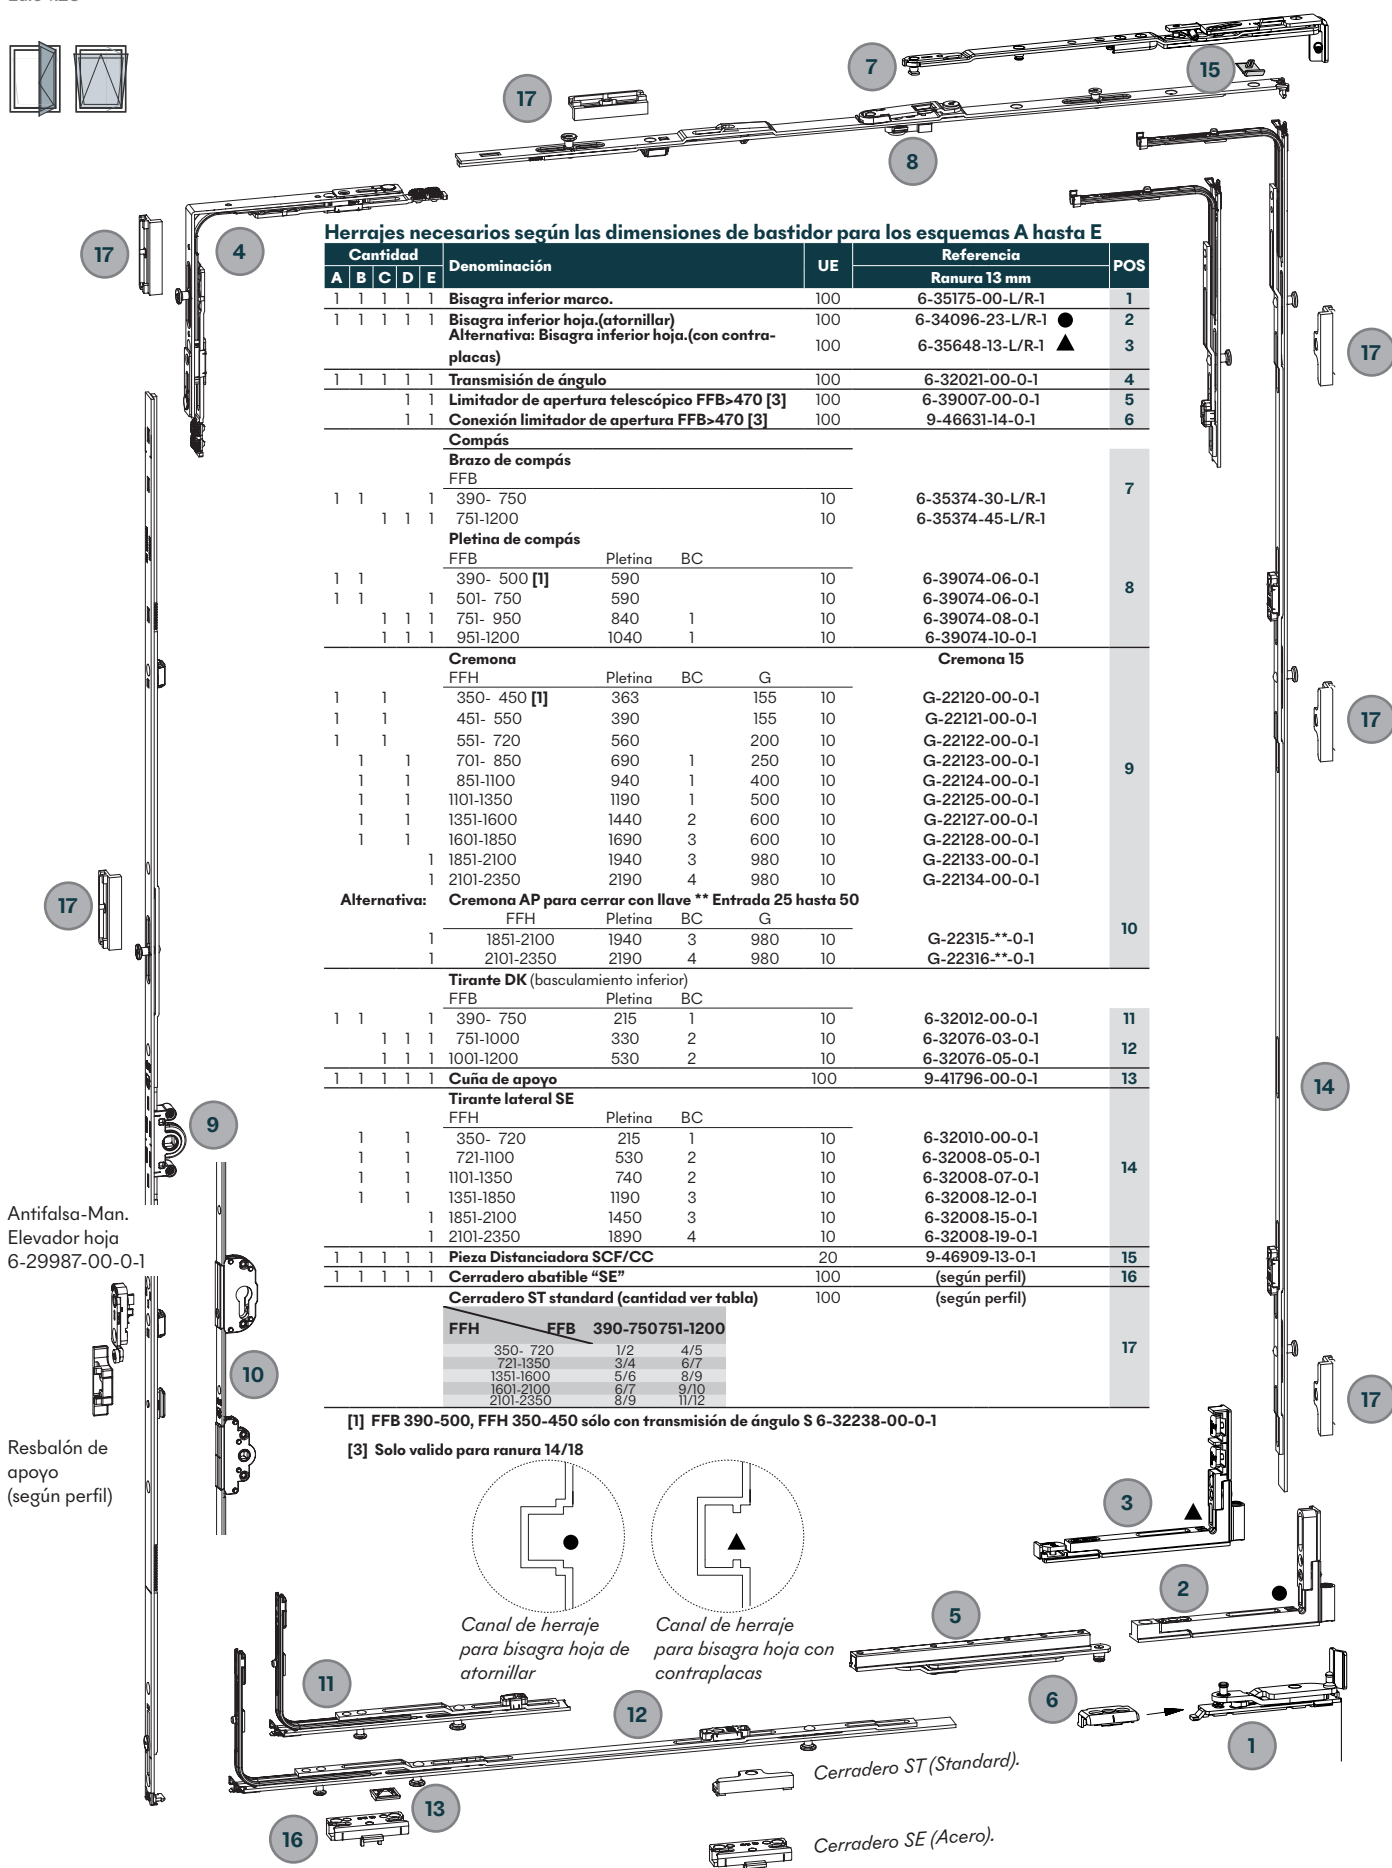 17
7
15
8
17
4
Herrajes necesarios según las dimensiones de bastidor para los esquemas A hasta E
Cantidad Denominación UE Referencia POS
A B C D E Ranura 13 mm
1 1 1 1 1 Bisagra inferior marco. 100 6-35175-00-L/R-1 1
1 1 1 1 1 Bisagra inferior hoja.(atornillar) 100 6-34096-23-L/R-1 ● 2
Alternativa: Bisagra inferior hoja.(con contra-
placas) 100 6-35648-13-L/R-1 ▲ 3
1 1 1 1 1 Transmisión de ángulo 100 6-32021-00-0-1 4
1 1 Limitador de apertura telescópico FFB>470 [3] 100 6-39007-00-0-1 5
1 1 Conexión limitador de apertura FFB>470 [3] 100 9-46631-14-0-1 6
Compás
Brazo de compás
FFB
7
1 1 1 390- 750 10 6-35374-30-L/R-1
1 1 1 751-1200 10 6-35374-45-L/R-1
Pletina de compás
FFB Pletina BC
1 1 390- 500 [1] 590 10 6-39074-06-0-1
8
1 1 1 501- 750 590 10 6-39074-06-0-1
1 1 1 751- 950 840 1 10 6-39074-08-0-1
1 1 1 951-1200 1040 1 10 6-39074-10-0-1
Cremona Cremona 15
FFH Pletina BC G
1 1 350- 450 [1] 363 155 10 G-22120-00-0-1
1 1 451- 550 390 155 10 G-22121-00-0-1
1 1 551- 720 560 200 10 G-22122-00-0-1
1 1 701- 850 690 1 250 10 G-22123-00-0-1
9
1 1 851-1100 940 1 400 10 G-22124-00-0-1
1 1 1101-1350 1190 1 500 10 G-22125-00-0-1
1 1 1351-1600 1440 2 600 10 G-22127-00-0-1
1 1 1601-1850 1690 3 600 10 G-22128-00-0-1
1 1851-2100 1940 3 980 10 G-22133-00-0-1
1 2101-2350 2190 4 980 10 G-22134-00-0-1
Alternativa: Cremona AP para cerrar con llave ** Entrada 25 hasta 50
FFH Pletina BC G
10
1 1851-2100 1940 3 980 10 G-22315-**-0-1
1 2101-2350 2190 4 980 10 G-22316-**-0-1
Tirante DK (basculamiento inferior)
FFB Pletina BC
1 1 1 390- 750 215 1 10 6-32012-00-0-1 11
1 1 1 751-1000 330 2 10 6-32076-03-0-1
12
1 1 1 1001-1200 530 2 10 6-32076-05-0-1
1 1 1 1 1 Cuña de apoyo 100 9-41796-00-0-1 13
Tirante lateral SE
FFH Pletina BC
1 1 350- 720 215 1 10 6-32010-00-0-1
1 1 721-1100 530 2 10 6-32008-05-0-1
14
1 1 1101-1350 740 2 10 6-32008-07-0-1
1 1 1351-1850 1190 3 10 6-32008-12-0-1
1 1851-2100 1450 3 10 6-32008-15-0-1
1 2101-2350 1890 4 10 6-32008-19-0-1
1 1 1 1 1 Pieza Distanciadora SCF/CC 20 9-46909-13-0-1 15
1 1 1 1 1 Cerradero abatible “SE” 100 (según perfil) 16
Cerradero ST standard (cantidad ver tabla) 100 (según perfil)
FFH FFB 390-750 751-1200
17
350- 720 1/2 4/5
721-1350 3/4 6/7
1351-1600 5/6 8/9
1601-2100 6/7 9/10
2101-2350 8/9 11/12
[1] FFB 390-500, FFH 350-450 sólo con transmisión de ángulo S 6-32238-00-0-1
[3] Solo valido para ranura 14/18
17
17
17
14
17
9
Antifalsa-Man.
Elevador hoja
6-29987-00-0-1
10
Resbalón de
apoyo
(según perfil)
3
2
5
Canal de herraje
para bisagra hoja de
atornillar
Canal de herraje
para bisagra hoja con
contraplacas
11
6
12
1
Cerradero ST (Standard).
13
16
Cerradero SE (Acero).